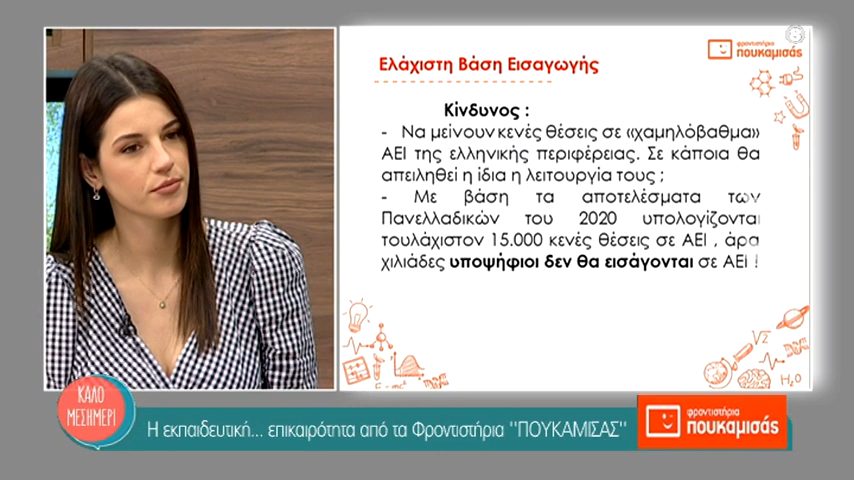 φροντιστήρια
πουκαμισάς
Ελάχιστη Βάση Εισαγωγής
Κίνδυνος :
- Να μείνουν κενές θέσεις σε «χαμηλόβαθμα»
ΑΕΙ της ελληνικής περιφέρειας. Σε κάποια θα
απειληθεί η ίδια η λειτουργία τους ;
- Με βάση τα αποτελέσματα των
Πανελλαδικών του 2020 υπολογίζονται
τουλάχιστον 15.000 κενές θέσεις σε ΑΕΙ , άρα
χιλιάδες υποψήφιοι δεν θα εισάγονται σε ΑΕΙ !
√2
E=mc²
H₂O
ΚΑΛΟ
ΜΕΣΗΜΕΡΙ
Η εκπαιδευτική... επικαιρότητα από τα Φροντιστήρια "ΠΟΥΚΑΜΙΣΑΣ"
φροντιστήρια
πουκαμισάς